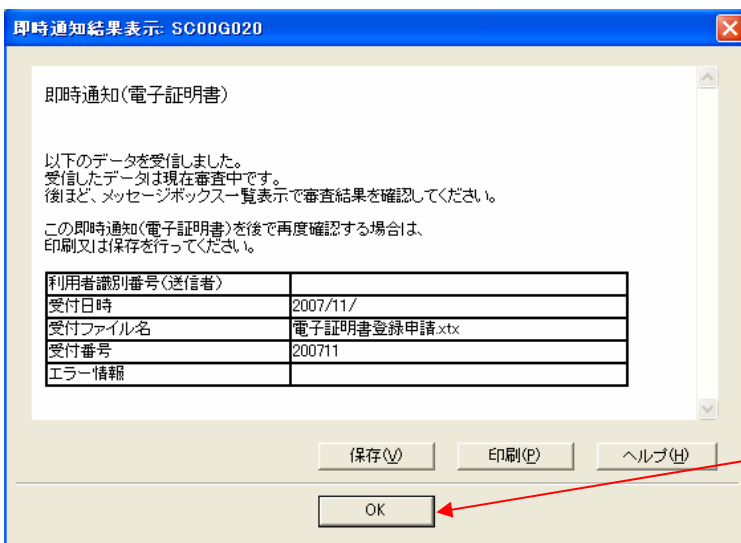 即時通知結果表示: SC00G020
即時通知(電子証明書)
以下のデータを受信しました。
受信したデータは現在審査中です。
後ほど、メッセージボックス一覧表示で審査結果を確認してください。
この即時通知(電子証明書)を後で再度確認する場合は、
印刷又は保存を行ってください。
利用者識別番号(送信者)
受付日時 2007/11/
受付ファイル名 電子証明書登録申請.xtx
受付番号 200711
エラー情報
保存(V) 印刷(P) ヘルプ(H)
OK